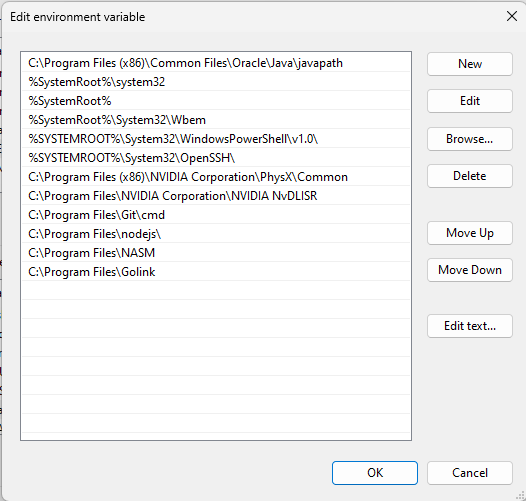 Edit environment variable
C:\Program Files (x86)\Common Files\Oracle\Java\javapath
%SystemRoot%\system32
%SystemRoot%
%SystemRoot%\System32\Wbem
%SYSTEMROOT%\System32\WindowsPowerShell\v1.0\
%SYSTEMROOT%\System32\OpenSSH\
C:\Program Files (x86)\NVIDIA Corporation\PhysX\Common
C:\Program Files\NVIDIA Corporation\NVIDIA NvDLISR
C:\Program Files\Git\cmd
C:\Program Files\nodejs\
C:\Program Files\NASM
C:\Program Files\Golink
New
Edit
Browse...
Delete
Move Up
Move Down
Edit text...
OK
Cancel